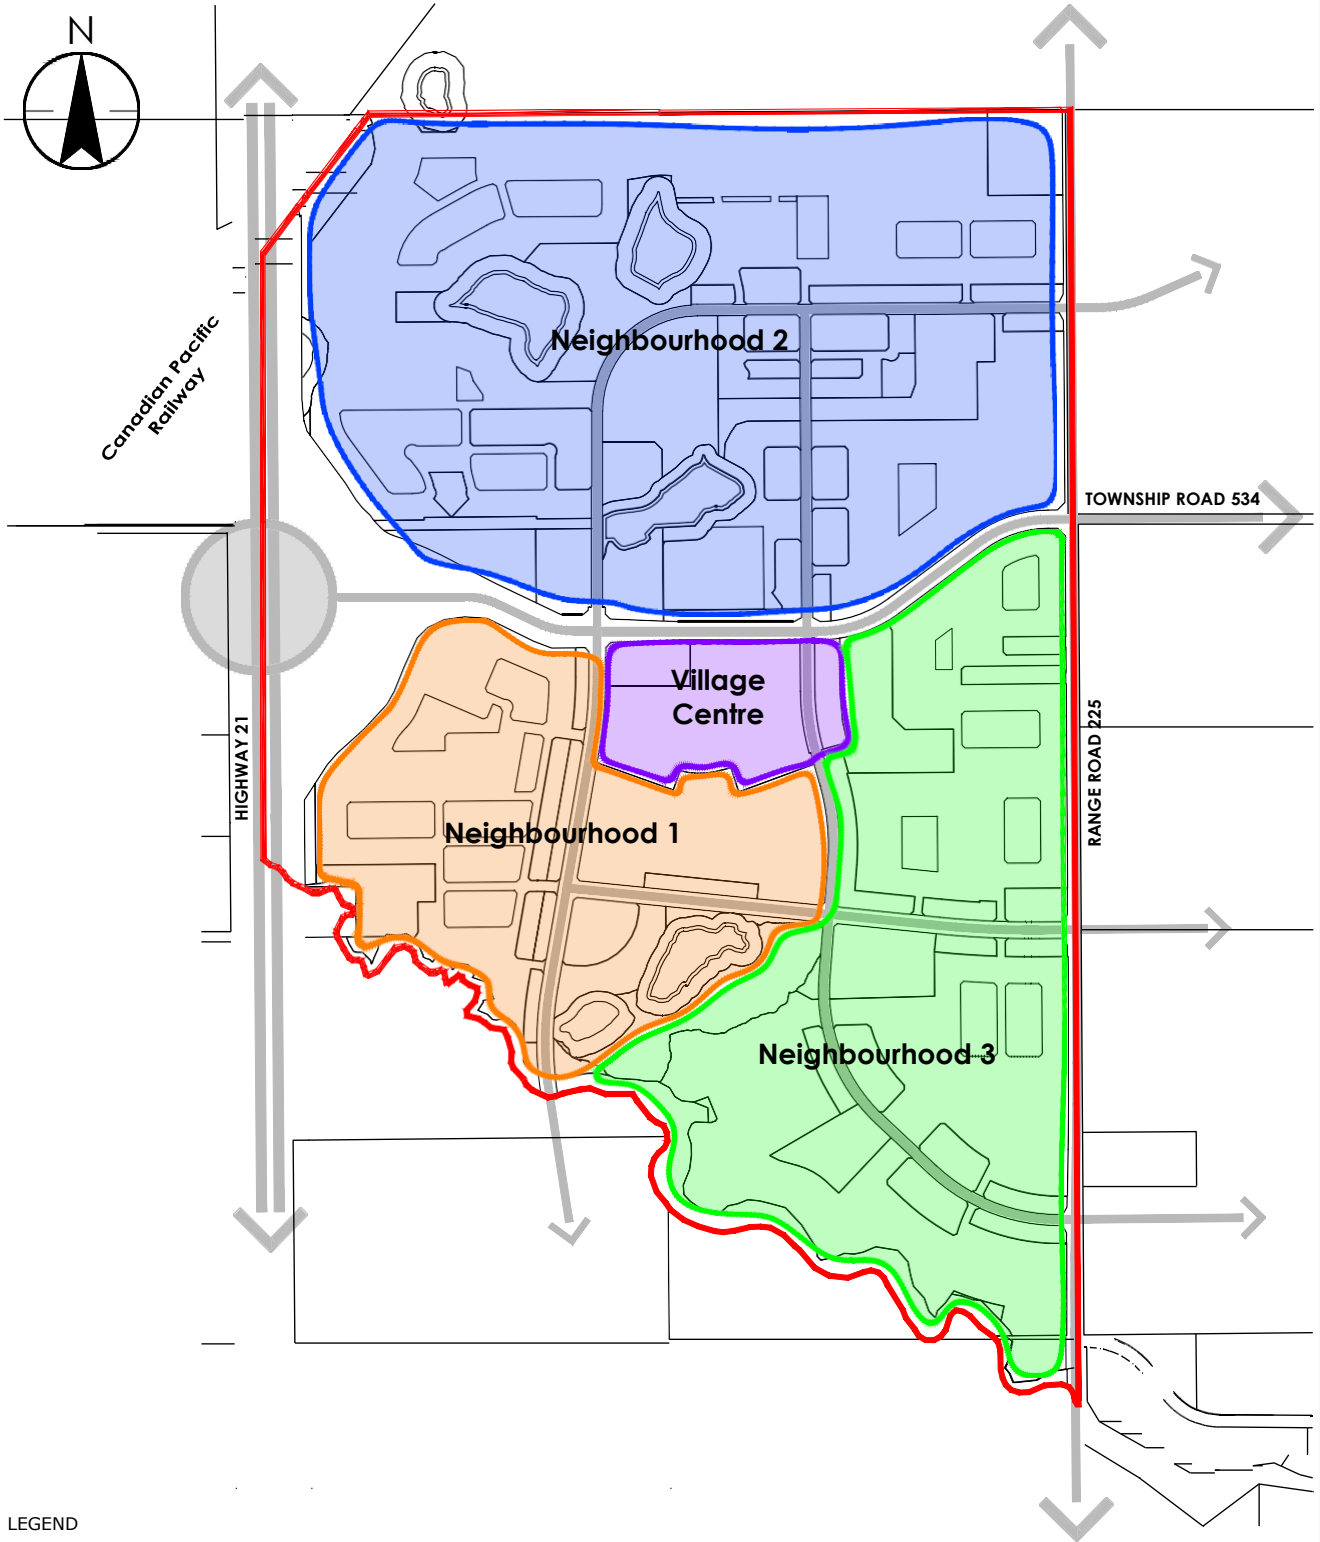 N
Canadian Pacific
Railway
Neighbourhood 2
TOWNSHIP ROAD 534
Village
Centre
HIGHWAY 21
RANGE ROAD 225
Neighbourhood 1
Neighbourhood 3
LEGEND